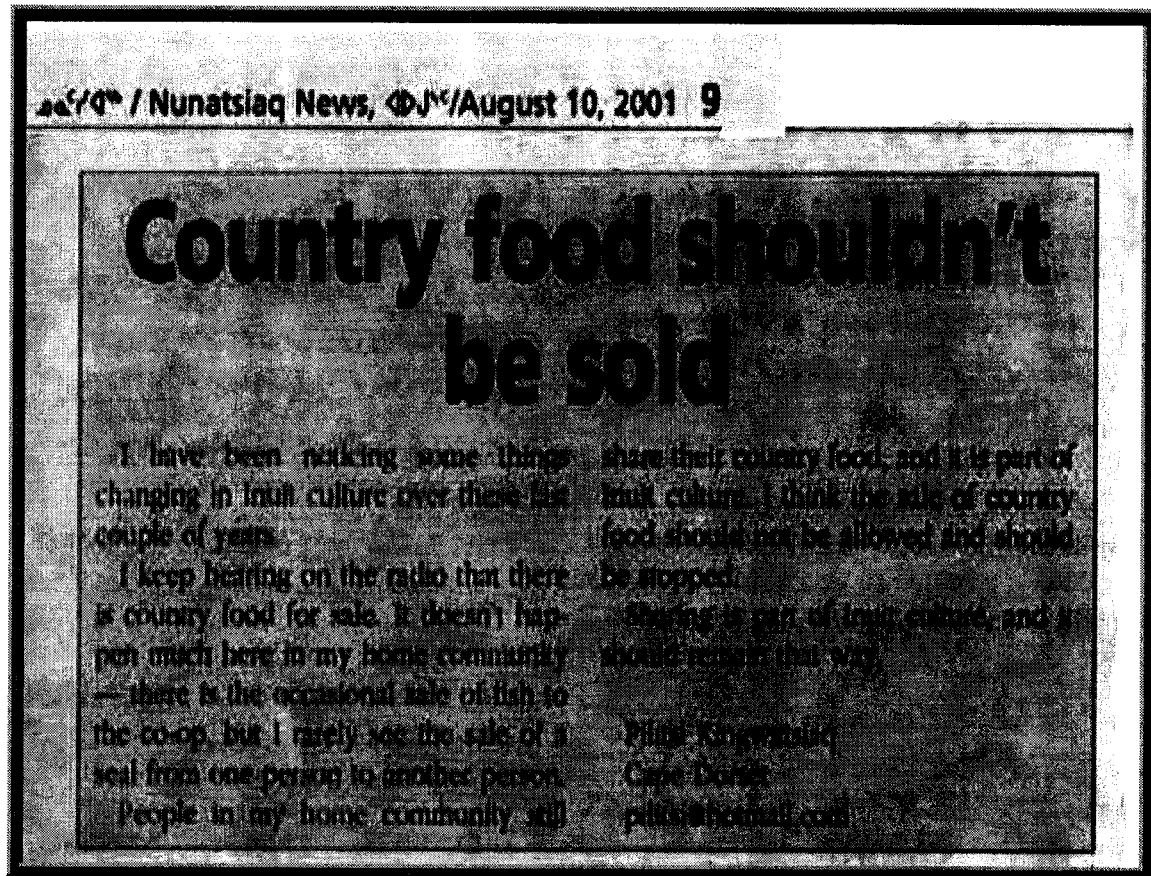 ᓄᓇᑦᓯᐊᖅ / Nunatsiaq News, ᐊᐅᒍᔅᑦ/August 10, 2001 9
Country food shouldn't
be sold
I have been noticing some things
changing in Inuit culture over these last
couple of years.
I keep hearing on the radio that there
is country food for sale. It doesn't hap-
pen much here in my home community
— there is the occasional sale of fish to
the co-op, but I rarely see the sale of a
seal from one person to another person.
People in my home community still
share their country food, and it is part of
Inuit culture. I think the sale of country
food should not be allowed and should
be stopped.
Sharing is part of Inuit culture, and it
should remain that way.
Cape Dorset